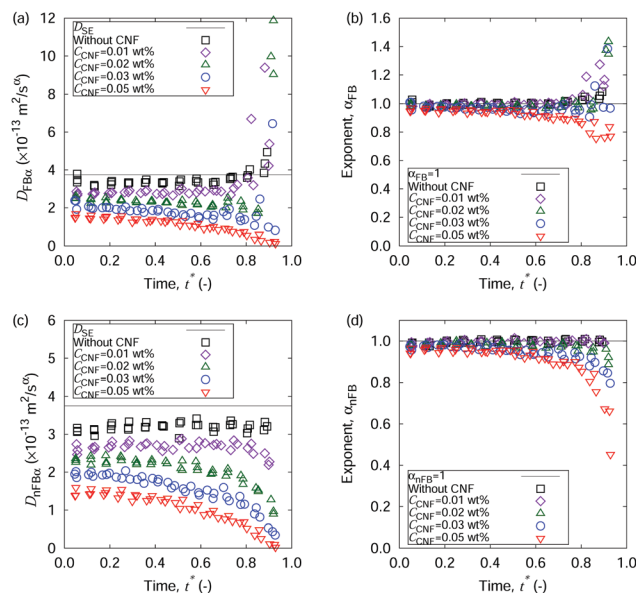 (a)
12
10
8
6
4
2
0
D_FBα (×10⁻¹³ m²/s^α)
D_SE
Without CNF
C_CNF=0.01 wt%
C_CNF=0.02 wt%
C_CNF=0.03 wt%
C_CNF=0.05 wt%
0.0 0.2 0.4 0.6 0.8 1.0
Time, t* (-)
(b)
1.6
1.4
1.2
1.0
0.8
0.6
0.4
0.2
0.0
Exponent, α_FB
α_FB=1
Without CNF
C_CNF=0.01 wt%
C_CNF=0.02 wt%
C_CNF=0.03 wt%
C_CNF=0.05 wt%
0.0 0.2 0.4 0.6 0.8 1.0
Time, t* (-)
(c)
6
5
4
3
2
1
0
D_nFBα (×10⁻¹³ m²/s^α)
D_SE
Without CNF
C_CNF=0.01 wt%
C_CNF=0.02 wt%
C_CNF=0.03 wt%
C_CNF=0.05 wt%
0.0 0.2 0.4 0.6 0.8 1.0
Time, t* (-)
(d)
1.0
1.0
0.8
0.6
0.4
0.2
0.0
Exponent, α_nFB
α_nFB=1
Without CNF
C_CNF=0.01 wt%
C_CNF=0.02 wt%
C_CNF=0.03 wt%
C_CNF=0.05 wt%
0.0 0.2 0.4 0.6 0.8 1.0
Time, t* (-)